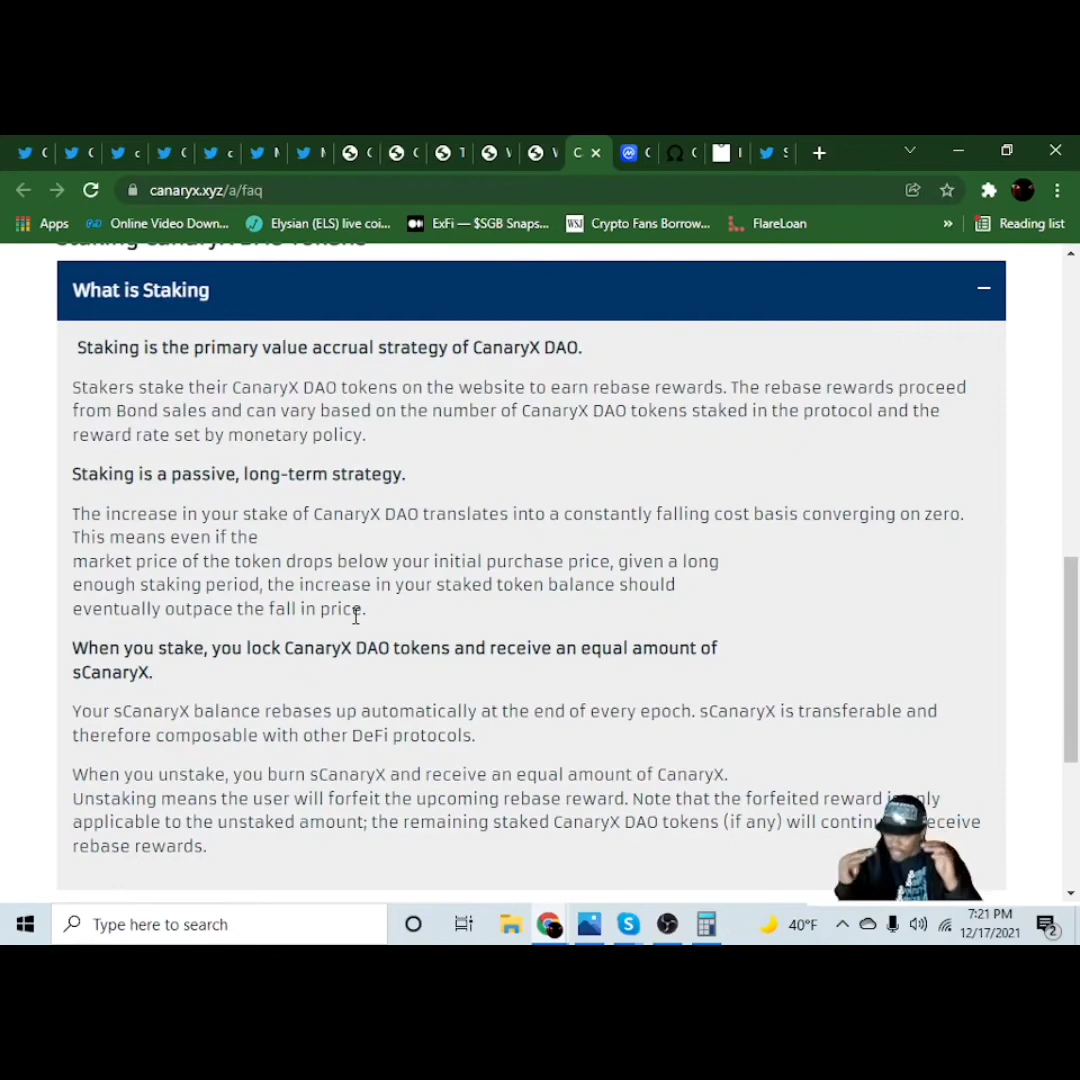 canaryx.xyz/a/faq
Apps Online Video Down... Elysian (ELS) live coi... ExFi — $SGB Snaps... WSJ Crypto Fans Borrow... FlareLoan » Reading list
Staking CanaryX DAO Tokens
What is Staking
Staking is the primary value accrual strategy of CanaryX DAO.
Stakers stake their CanaryX DAO tokens on the website to earn rebase rewards. The rebase rewards proceed
from Bond sales and can vary based on the number of CanaryX DAO tokens staked in the protocol and the
reward rate set by monetary policy.
Staking is a passive, long-term strategy.
The increase in your stake of CanaryX DAO translates into a constantly falling cost basis converging on zero.
This means even if the
market price of the token drops below your initial purchase price, given a long
enough staking period, the increase in your staked token balance should
eventually outpace the fall in price.
When you stake, you lock CanaryX DAO tokens and receive an equal amount of
sCanaryX.
Your sCanaryX balance rebases up automatically at the end of every epoch. sCanaryX is transferable and
therefore composable with other DeFi protocols.
When you unstake, you burn sCanaryX and receive an equal amount of CanaryX.
Unstaking means the user will forfeit the upcoming rebase reward. Note that the forfeited reward
applicable to the unstaked amount; the remaining staked CanaryX DAO tokens (if any) will
rebase rewards.
Type here to search
40°F
7:21 PM
12/17/2021
2